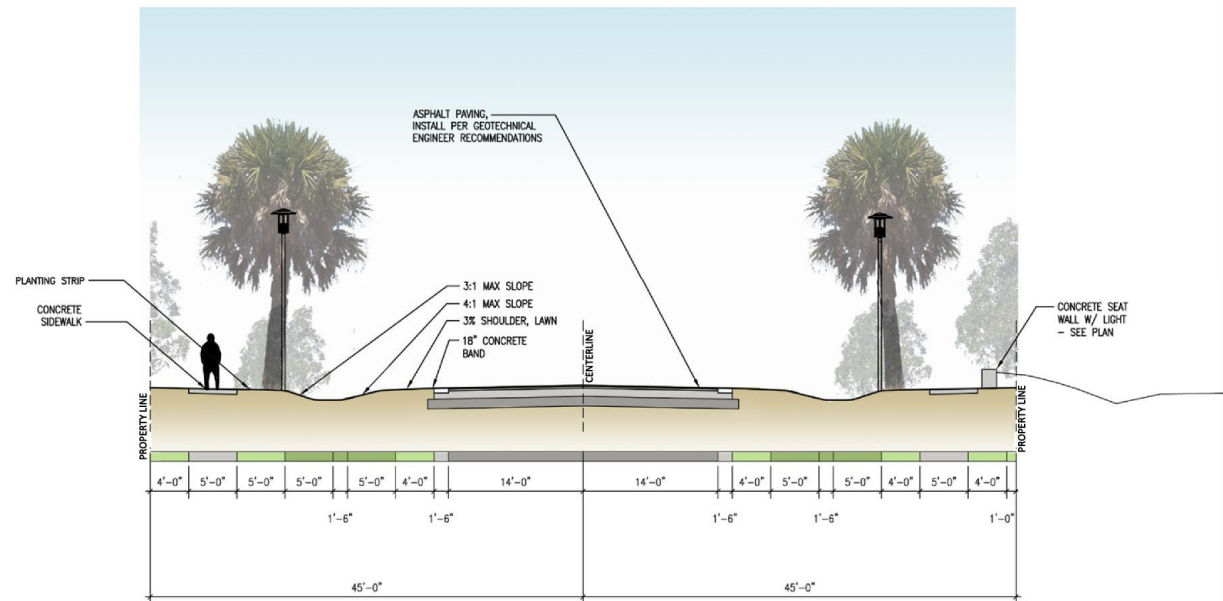 ASPHALT PAVING,
INSTALL PER GEOTECHNICAL
ENGINEER RECOMMENDATIONS
PLANTING STRIP
CONCRETE
SIDEWALK
3:1 MAX SLOPE
4:1 MAX SLOPE
3% SHOULDER, LAWN
18" CONCRETE
BAND
CENTERLINE
CONCRETE SEAT
WALL W/ LIGHT
- SEE PLAN
PROPERTY LINE
PROPERTY LINE
4'-0" 5'-0" 5'-0" 5'-0" 5'-0" 4'-0" 14'-0" 14'-0" 4'-0" 5'-0" 5'-0" 4'-0" 5'-0" 4'-0"
1'-6" 1'-6" 1'-6" 1'-6" 1'-0"
45'-0" 45'-0"